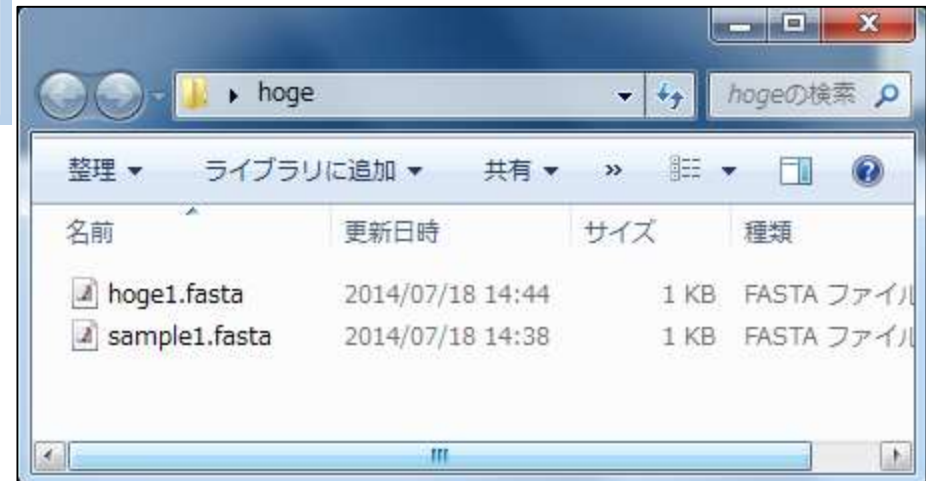 hoge hogeの検索
整理 ライブラリに追加 共有 »
名前 更新日時 サイズ 種類
hoge1.fasta 2014/07/18 14:44 1 KB FASTA ファイル
sample1.fasta 2014/07/18 14:38 1 KB FASTA ファイル